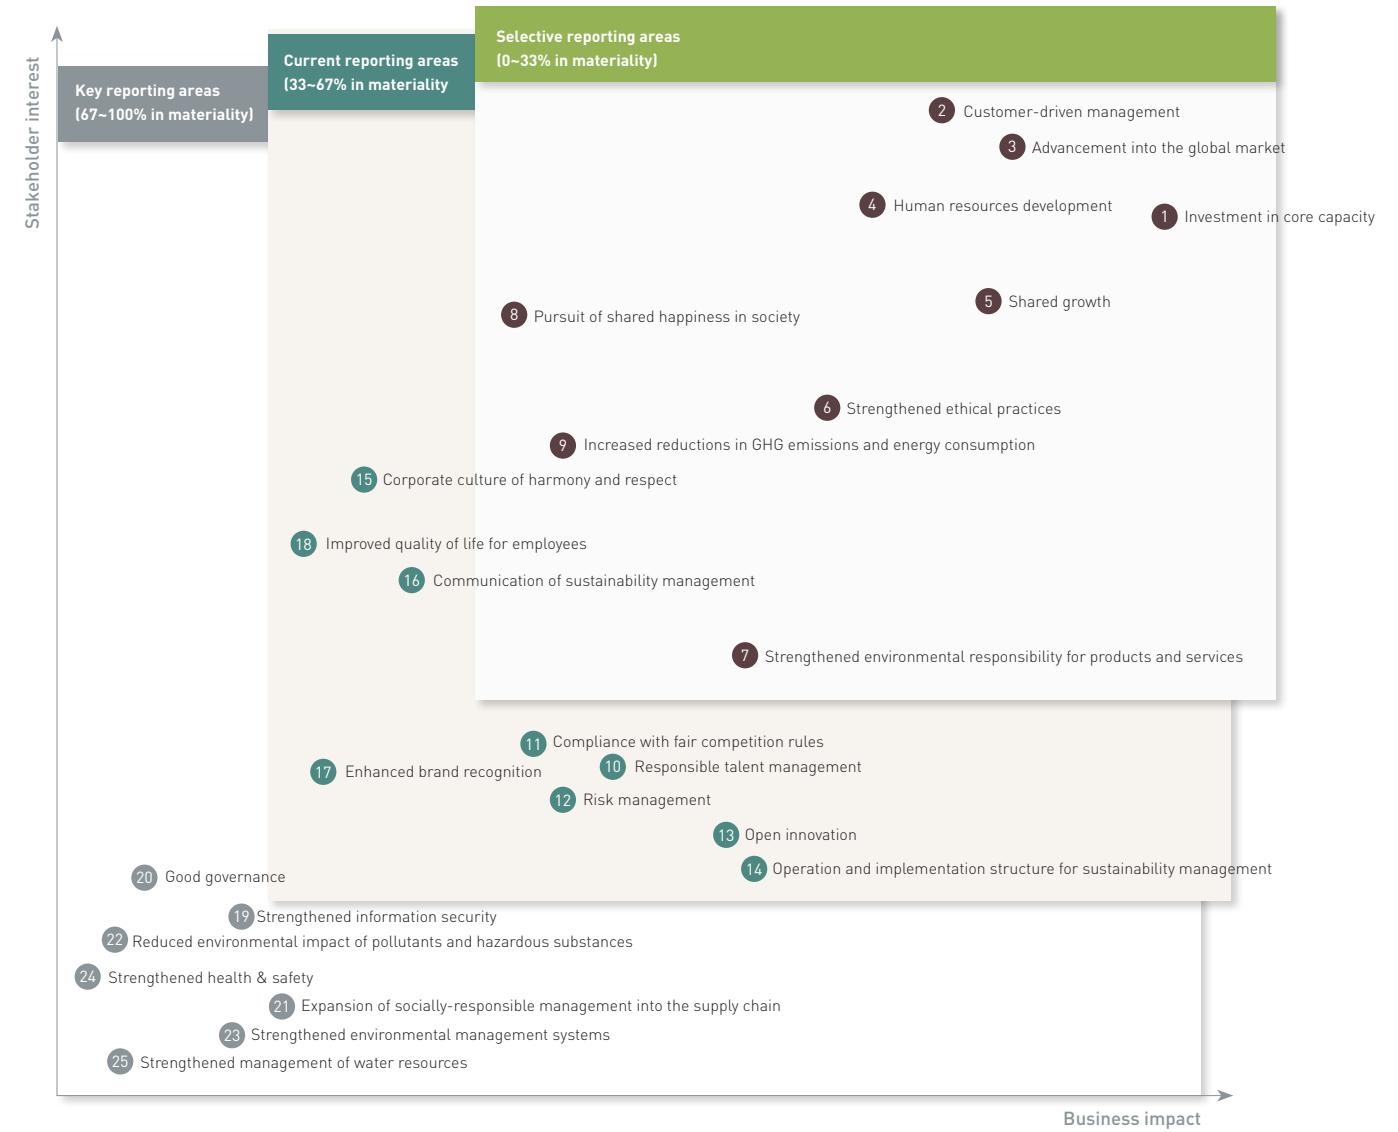 Selective reporting areas
(0~33% in materiality)
Current reporting areas
(33~67% in materiality
Key reporting areas
(67~100% in materiality)
Stakeholder interest
2 Customer-driven management
3 Advancement into the global market
4 Human resources development
1 Investment in core capacity
5 Shared growth
8 Pursuit of shared happiness in society
6 Strengthened ethical practices
9 Increased reductions in GHG emissions and energy consumption
15 Corporate culture of harmony and respect
18 Improved quality of life for employees
16 Communication of sustainability management
7 Strengthened environmental responsibility for products and services
11 Compliance with fair competition rules
10 Responsible talent management
17 Enhanced brand recognition
12 Risk management
13 Open innovation
14 Operation and implementation structure for sustainability management
20 Good governance
19 Strengthened information security
22 Reduced environmental impact of pollutants and hazardous substances
24 Strengthened health & safety
21 Expansion of socially-responsible management into the supply chain
23 Strengthened environmental management systems
25 Strengthened management of water resources
Business impact